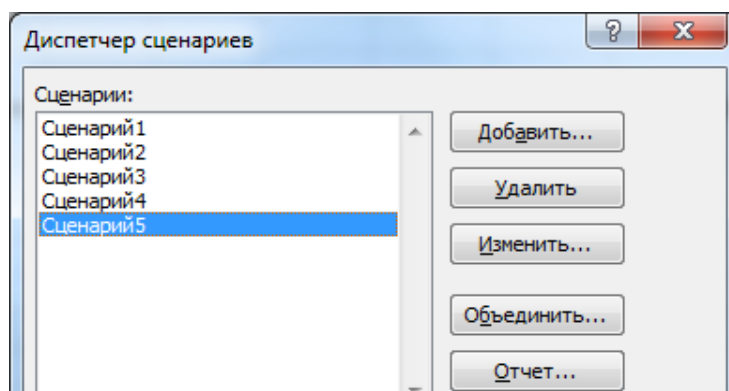 Диспетчер сценариев
Сценарии:
Сценарий1
Сценарий2
Сценарий3
Сценарий4
Сценарий5
Добавить...
Удалить
Изменить...
Объединить...
Отчет...